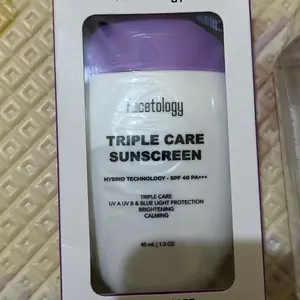 facetology
TRIPLE CARE
SUNSCREEN
HYBRID TECHNOLOGY - SPF 40 PA+++
TRIPLE CARE
UV A UV B & BLUE LIGHT PROTECTION
BRIGHTENING
CALMING
40 mL | 1.3 OZ